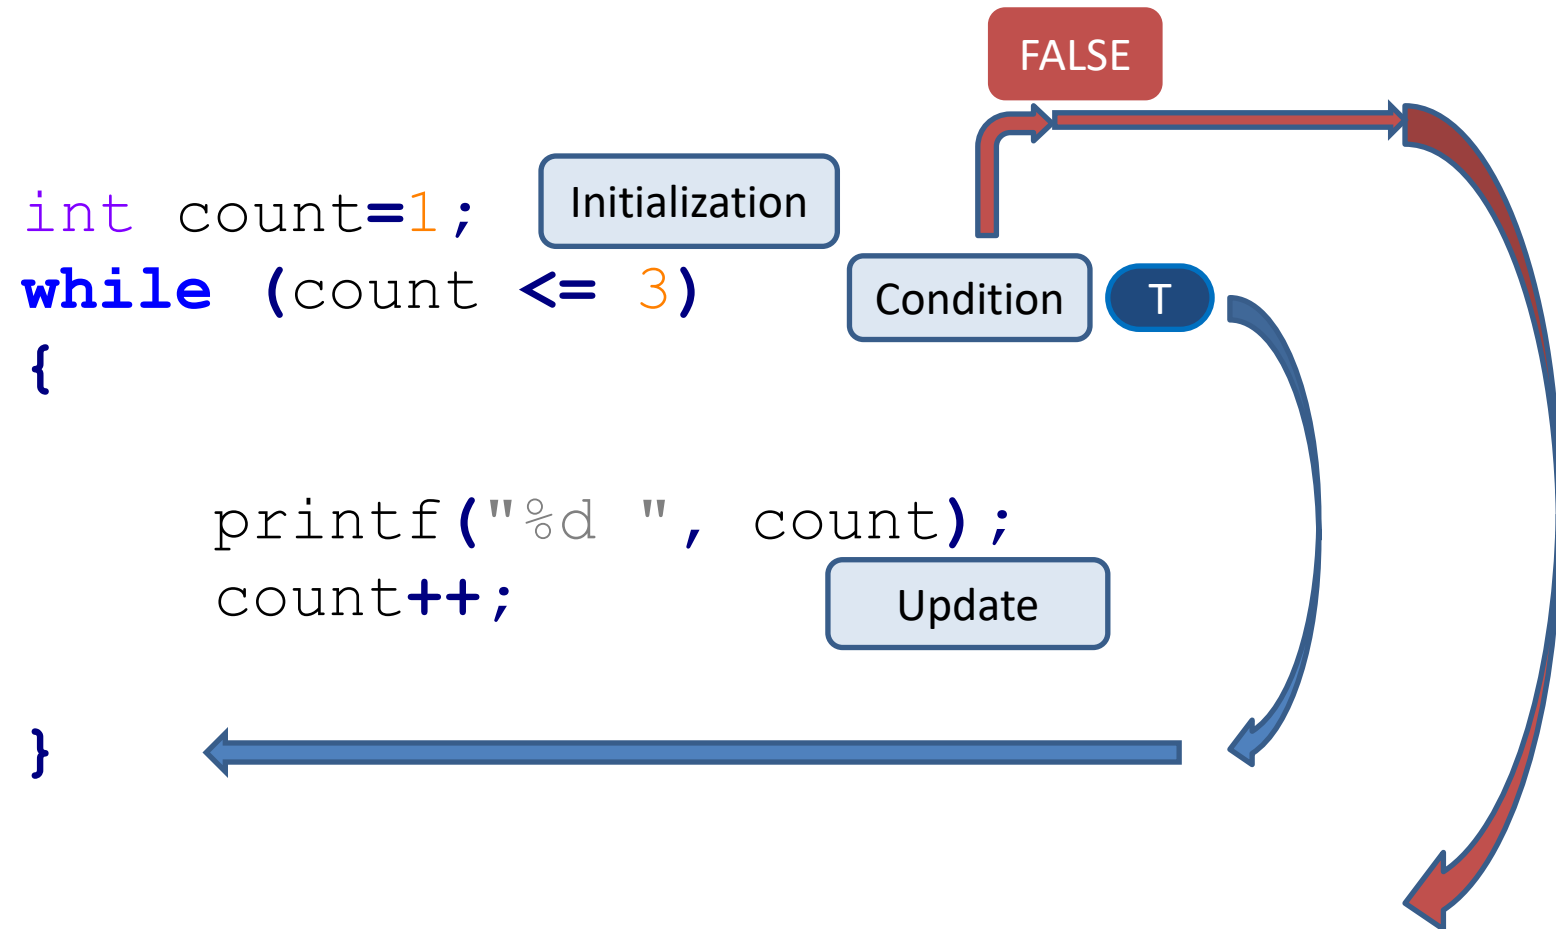 FALSE
int count=1;
Initialization
while (count <= 3)
Condition
T
{
printf("%d ", count);
count++;
Update
}